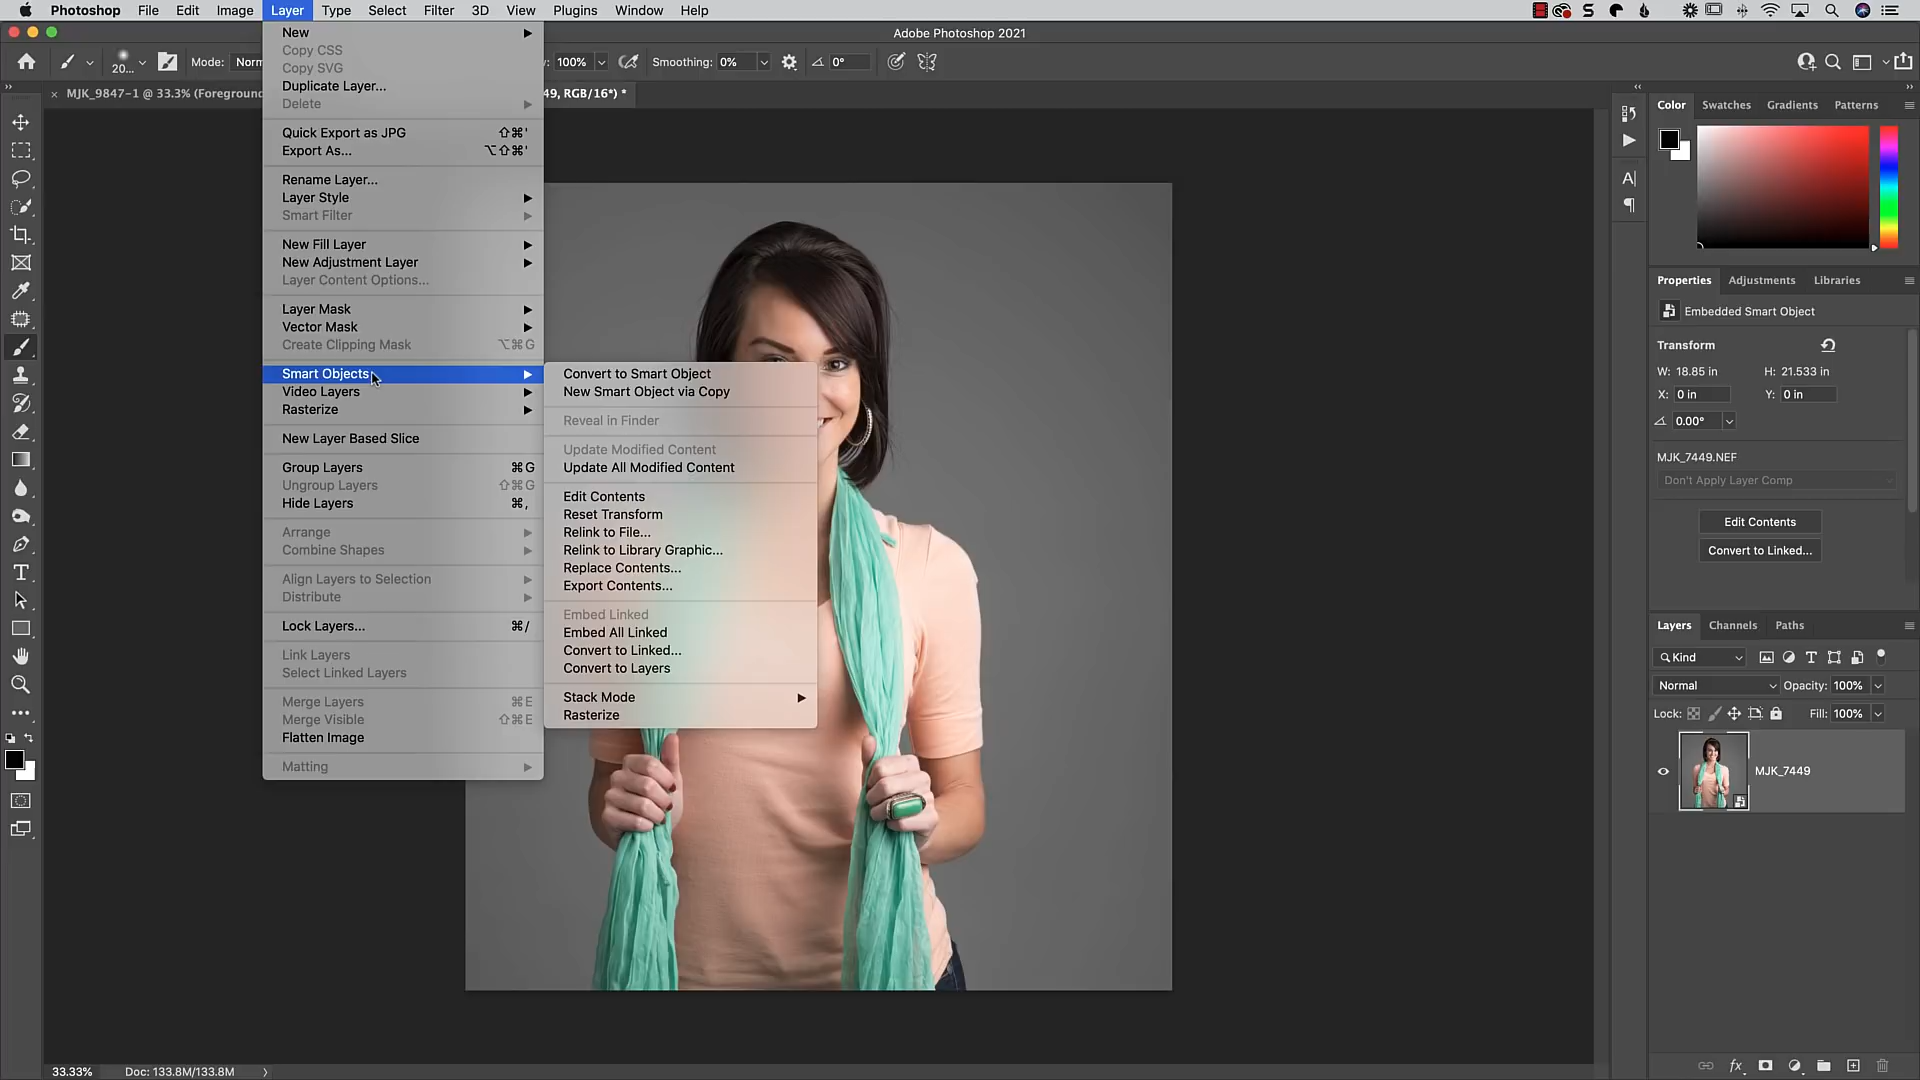 Photoshop File Edit Image Layer Type Select Filter 3D View Plugins Window Help
Adobe Photoshop 2021
20... Mode: Norm 100% Smoothing: 0% 0°
MJK_9847-1 @ 33.3% (Foreground 49, RGB/16*) *
New
Copy CSS
Copy SVG
Duplicate Layer...
Delete
Quick Export as JPG ⇧⌘'
Export As... ⌥⇧⌘'
Rename Layer...
Layer Style
Smart Filter
New Fill Layer
New Adjustment Layer
Layer Content Options...
Layer Mask
Vector Mask
Create Clipping Mask ⌥⌘G
Smart Objects
Video Layers
Rasterize
New Layer Based Slice
Group Layers ⌘G
Ungroup Layers ⇧⌘G
Hide Layers ⌘,
Arrange
Combine Shapes
Align Layers to Selection
Distribute
Lock Layers... ⌘/
Link Layers
Select Linked Layers
Merge Layers ⌘E
Merge Visible ⇧⌘E
Flatten Image
Matting
Convert to Smart Object
New Smart Object via Copy
Reveal in Finder
Update Modified Content
Update All Modified Content
Edit Contents
Reset Transform
Relink to File...
Relink to Library Graphic...
Replace Contents...
Export Contents...
Embed Linked
Embed All Linked
Convert to Linked...
Convert to Layers
Stack Mode
Rasterize
Color Swatches Gradients Patterns
Properties Adjustments Libraries
Embedded Smart Object
Transform
W: 18.85 in H: 21.533 in
X: 0 in Y: 0 in
0.00°
MJK_7449.NEF
Don't Apply Layer Comp
Edit Contents
Convert to Linked...
Layers Channels Paths
Kind
Normal Opacity: 100%
Lock: Fill: 100%
MJK_7449
33.33% Doc: 133.8M/133.8M